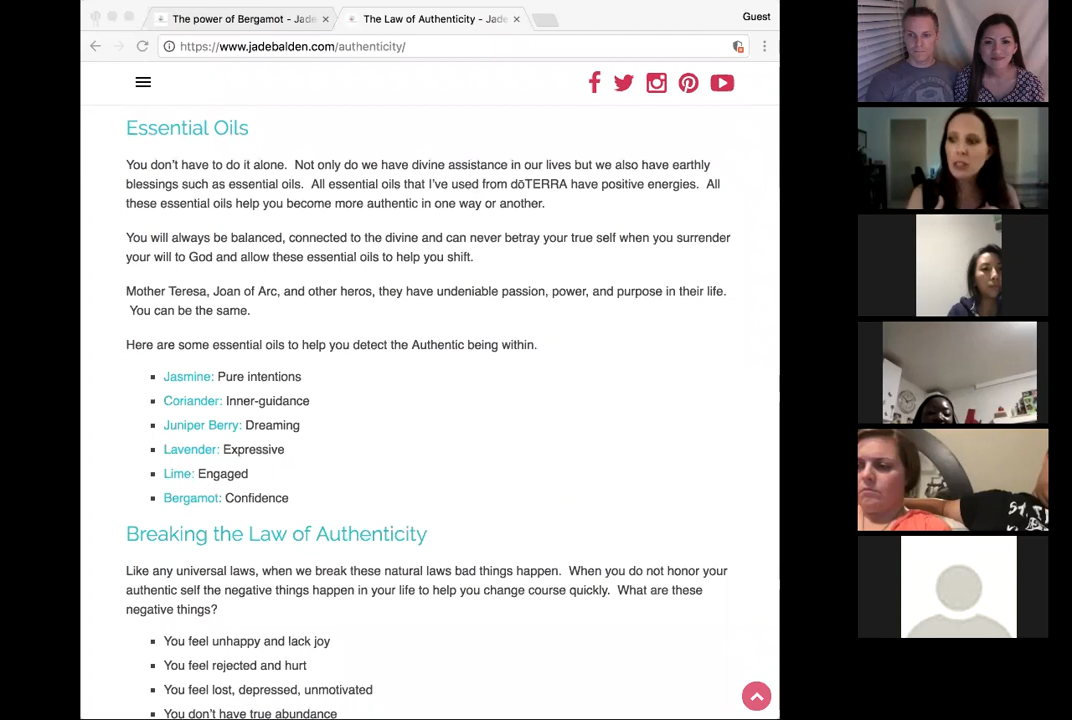 The power of Bergamot - Jade
The Law of Authenticity - Jade
Guest
https://www.jadebalden.com/authenticity/
Essential Oils
You don't have to do it alone.  Not only do we have divine assistance in our lives but we also have earthly
blessings such as essential oils.  All essential oils that I've used from dōTERRA have positive energies.  All
these essential oils help you become more authentic in one way or another.
You will always be balanced, connected to the divine and can never betray your true self when you surrender
your will to God and allow these essential oils to help you shift.
Mother Teresa, Joan of Arc, and other heros, they have undeniable passion, power, and purpose in their life.
You can be the same.
Here are some essential oils to help you detect the Authentic being within.
Jasmine: Pure intentions
Coriander: Inner-guidance
Juniper Berry: Dreaming
Lavender: Expressive
Lime: Engaged
Bergamot: Confidence
Breaking the Law of Authenticity
Like any universal laws, when we break these natural laws bad things happen.  When you do not honor your
authentic self the negative things happen in your life to help you change course quickly.  What are these
negative things?
You feel unhappy and lack joy
You feel rejected and hurt
You feel lost, depressed, unmotivated
You don't have true abundance